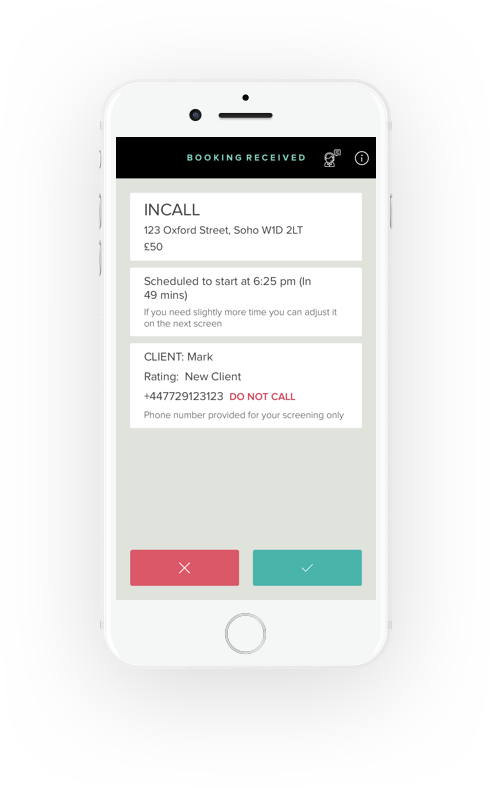 BOOKING RECEIVED
INCALL
123 Oxford Street, Soho W1D 2LT
£50
Scheduled to start at 6:25 pm (In
49 mins)
If you need slightly more time you can adjust it
on the next screen
CLIENT: Mark
Rating: New Client
+447729123123 DO NOT CALL
Phone number provided for your screening only